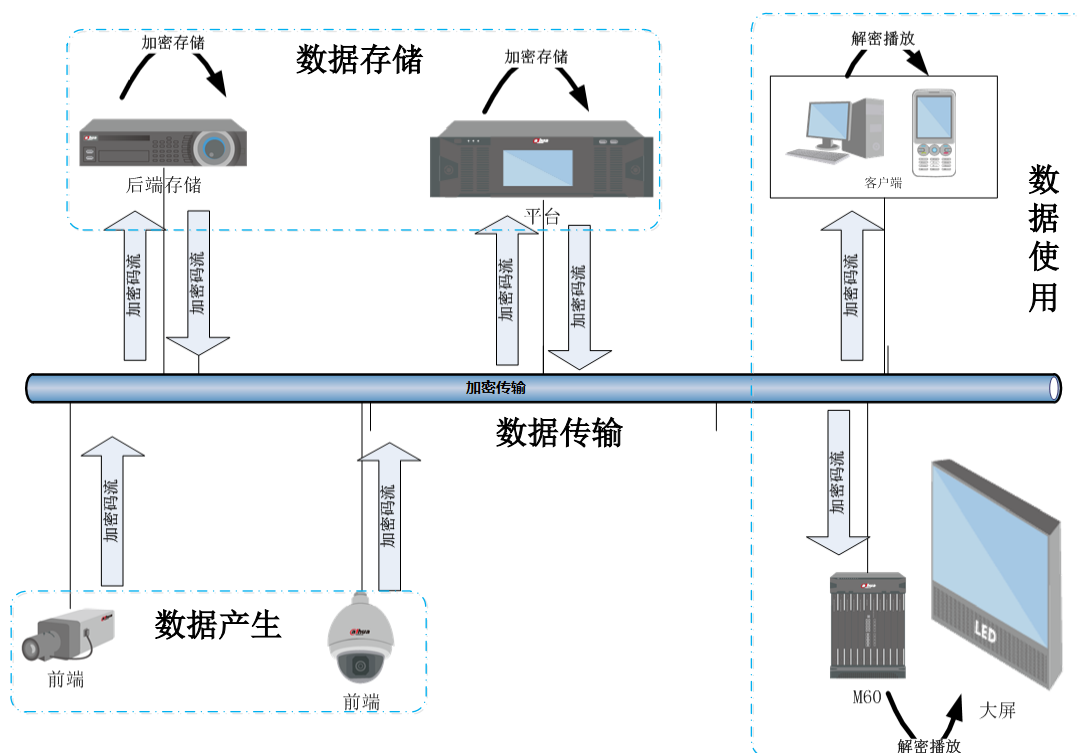 加密存储
数据存储
加密存储
解密播放
alhua
alhua
后端存储
平台
客户端
数据使用
加密码流
加密码流
加密码流
加密码流
加密码流
加密传输
数据传输
加密码流
加密码流
加密码流
数据产生
alhua
alhua
前端
前端
LED
M60
大屏
解密播放